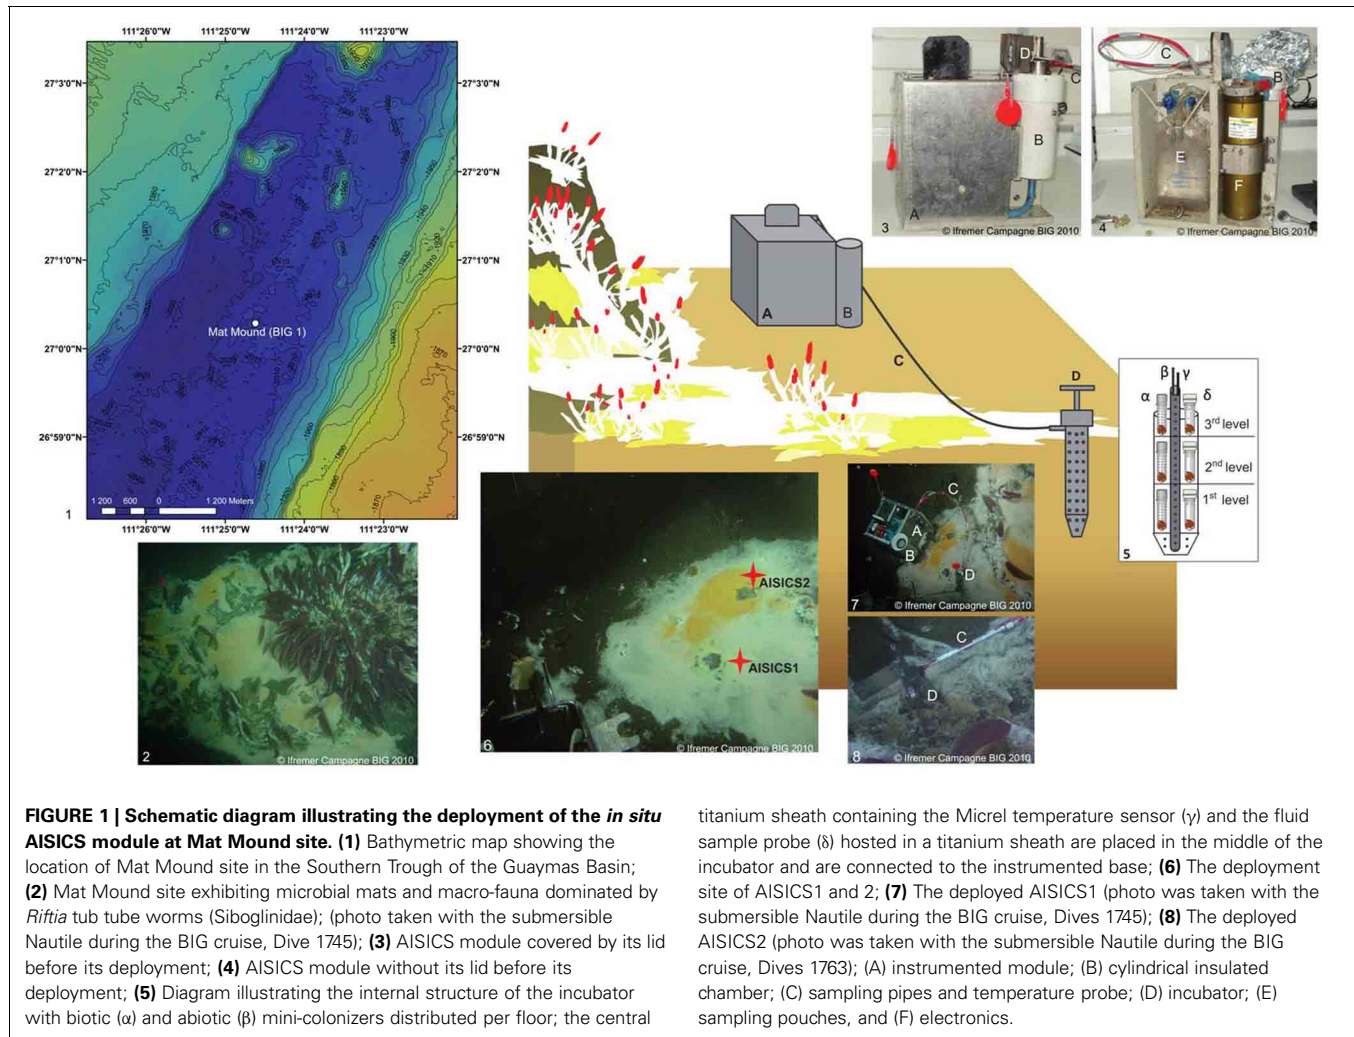 111°26'0"W 111°25'0"W 111°24'0"W 111°23'0"W
27°3'0"N
27°2'0"N
27°1'0"N
27°0'0"N
26°59'0"N
Mat Mound (BIG 1)
1 200 600 0 1 200 Meters
1
111°26'0"W 111°25'0"W 111°24'0"W 111°23'0"W
2
© Ifremer Campagne BIG 2010
D
C
B
A
3
© Ifremer Campagne BIG 2010
C
B
E
F
4
© Ifremer Campagne BIG 2010
A
B
C
D
β γ
α δ
3rd level
2nd level
1st level
5
AISICS2
AISICS1
6
© Ifremer Campagne BIG 2010
C
A
B
D
7
© Ifremer Campagne BIG 2010
C
D
8
© Ifremer Campagne BIG 2010
FIGURE 1 | Schematic diagram illustrating the deployment of the in situ
AISICS module at Mat Mound site. (1) Bathymetric map showing the
location of Mat Mound site in the Southern Trough of the Guaymas Basin;
(2) Mat Mound site exhibiting microbial mats and macro-fauna dominated by
Riftia tub tube worms (Siboglinidae); (photo taken with the submersible
Nautile during the BIG cruise, Dive 1745); (3) AISICS module covered by its lid
before its deployment; (4) AISICS module without its lid before its
deployment; (5) Diagram illustrating the internal structure of the incubator
with biotic (α) and abiotic (β) mini-colonizers distributed per floor; the central
titanium sheath containing the Micrel temperature sensor (γ) and the fluid
sample probe (δ) hosted in a titanium sheath are placed in the middle of the
incubator and are connected to the instrumented base; (6) The deployment
site of AISICS1 and 2; (7) The deployed AISICS1 (photo was taken with the
submersible Nautile during the BIG cruise, Dives 1745); (8) The deployed
AISICS2 (photo was taken with the submersible Nautile during the BIG
cruise, Dives 1763); (A) instrumented module; (B) cylindrical insulated
chamber; (C) sampling pipes and temperature probe; (D) incubator; (E)
sampling pouches, and (F) electronics.